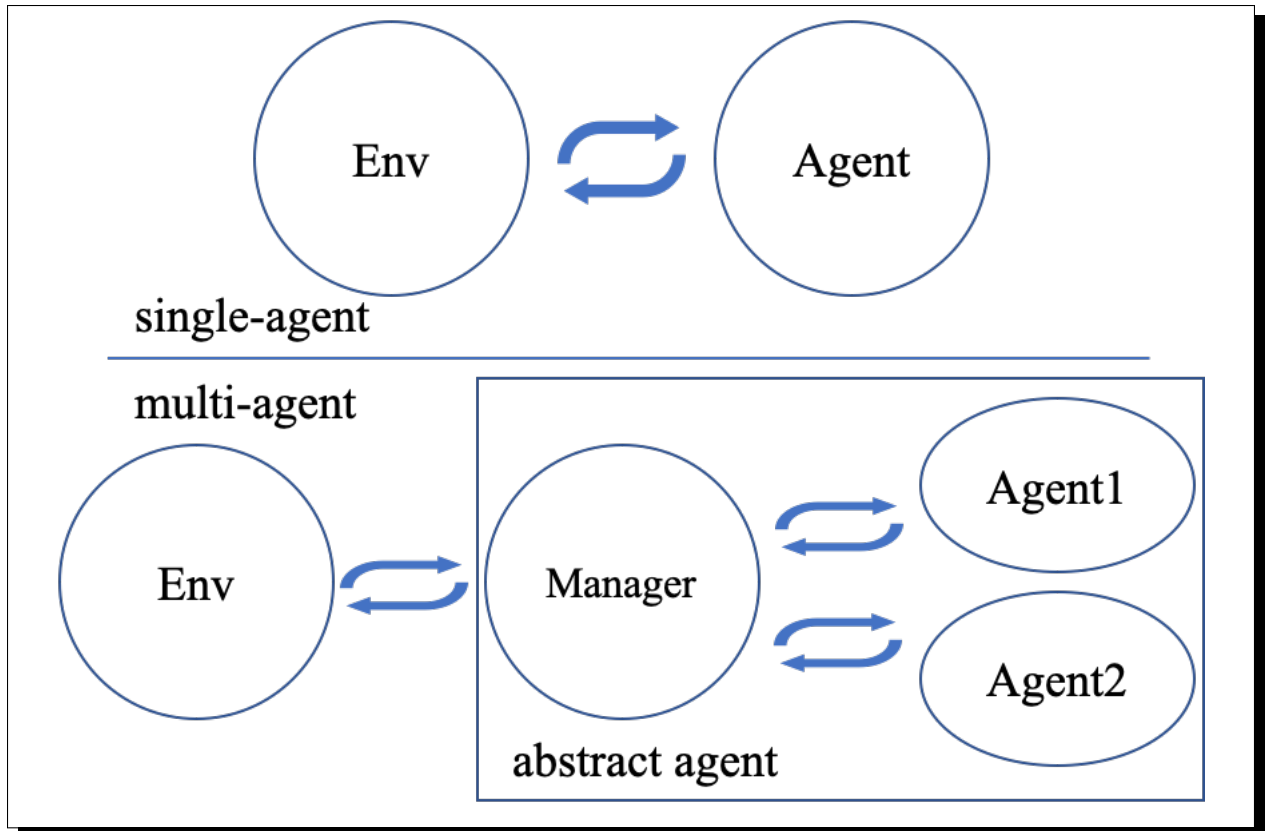 Env
Agent
single-agent
multi-agent
Env
Manager
Agent1
Agent2
abstract agent